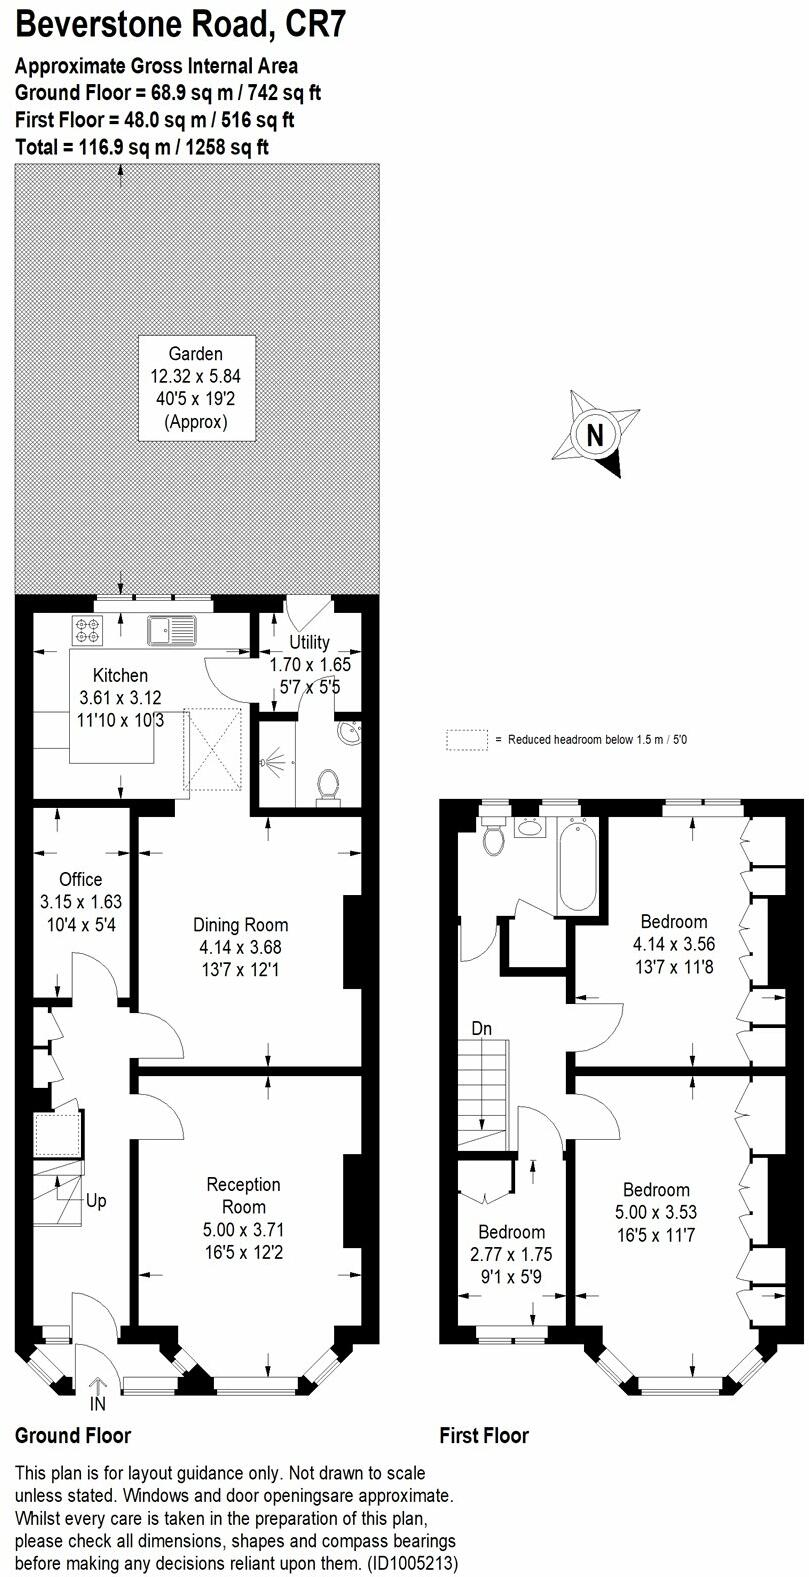 Beverstone Road, CR7
Approximate Gross Internal Area
Ground Floor = 68.9 sq m / 742 sq ft
First Floor = 48.0 sq m / 516 sq ft
Total = 116.9 sq m / 1258 sq ft
Garden
12.32 x 5.84
40'5 x 19'2
(Approx)
N
Utility
1.70 x 1.65
5'7 x 5'5
Kitchen
3.61 x 3.12
11'10 x 10'3
= Reduced headroom below 1.5 m / 5'0
Office
3.15 x 1.63
10'4 x 5'4
Dining Room
4.14 x 3.68
13'7 x 12'1
Bedroom
4.14 x 3.56
13'7 x 11'8
Dn
Reception
Room
5.00 x 3.71
16'5 x 12'2
Up
Bedroom
5.00 x 3.53
16'5 x 11'7
Bedroom
2.77 x 1.75
9'1 x 5'9
IN
Ground Floor
First Floor
This plan is for layout guidance only. Not drawn to scale
unless stated. Windows and door openingsare approximate.
Whilst every care is taken in the preparation of this plan,
please check all dimensions, shapes and compass bearings
before making any decisions reliant upon them. (ID1005213)